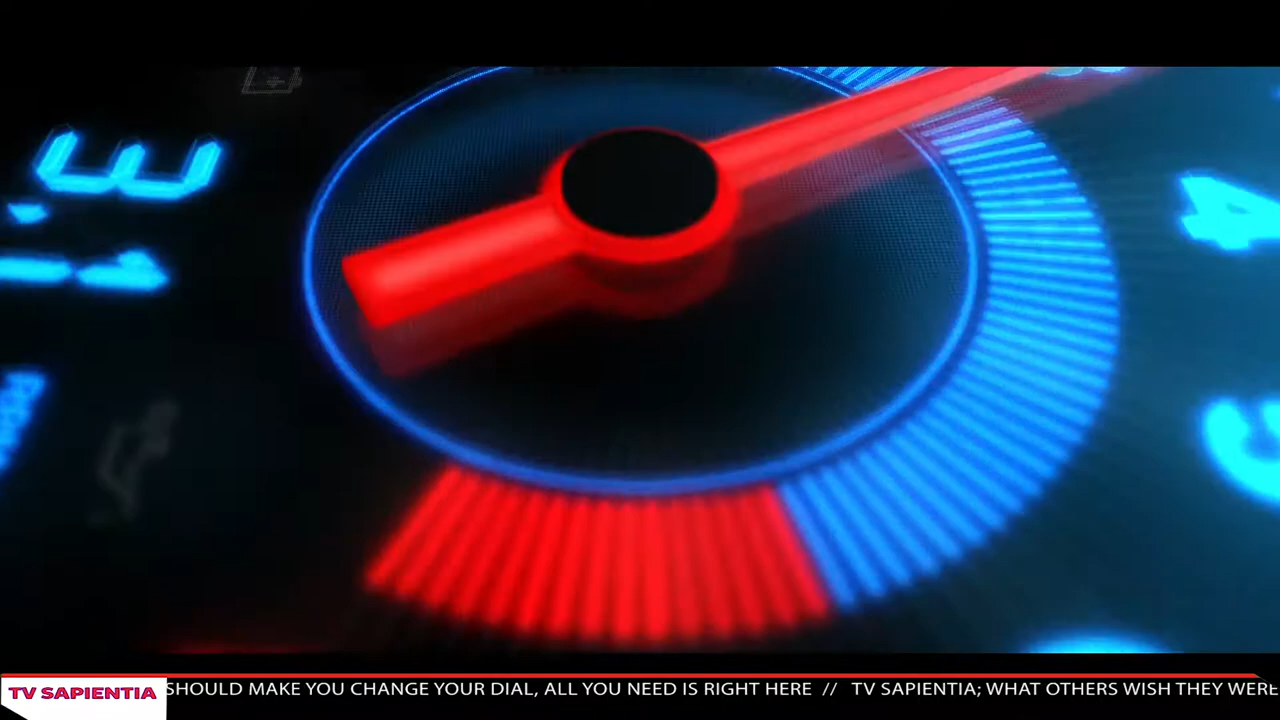 4
TV SAPIENTIA
SHOULD MAKE YOU CHANGE YOUR DIAL, ALL YOU NEED IS RIGHT HERE // TV SAPIENTIA; WHAT OTHERS WISH THEY WERE